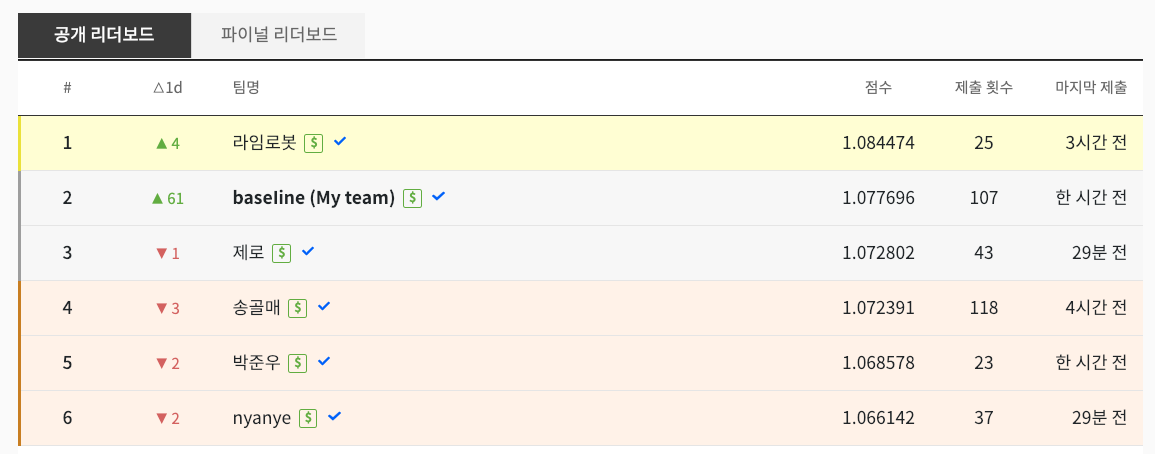 공개 리더보드 파이널 리더보드
# △1d 팀명 점수 제출 횟수 마지막 제출
1 ▲ 4 라임로봇 $ 1.084474 25 3시간 전
2 ▲ 61 baseline (My team) $ 1.077696 107 한 시간 전
3 ▼ 1 제로 $ 1.072802 43 29분 전
4 ▼ 3 송골매 $ 1.072391 118 4시간 전
5 ▼ 2 박준우 $ 1.068578 23 한 시간 전
6 ▼ 2 nyanye $ 1.066142 37 29분 전